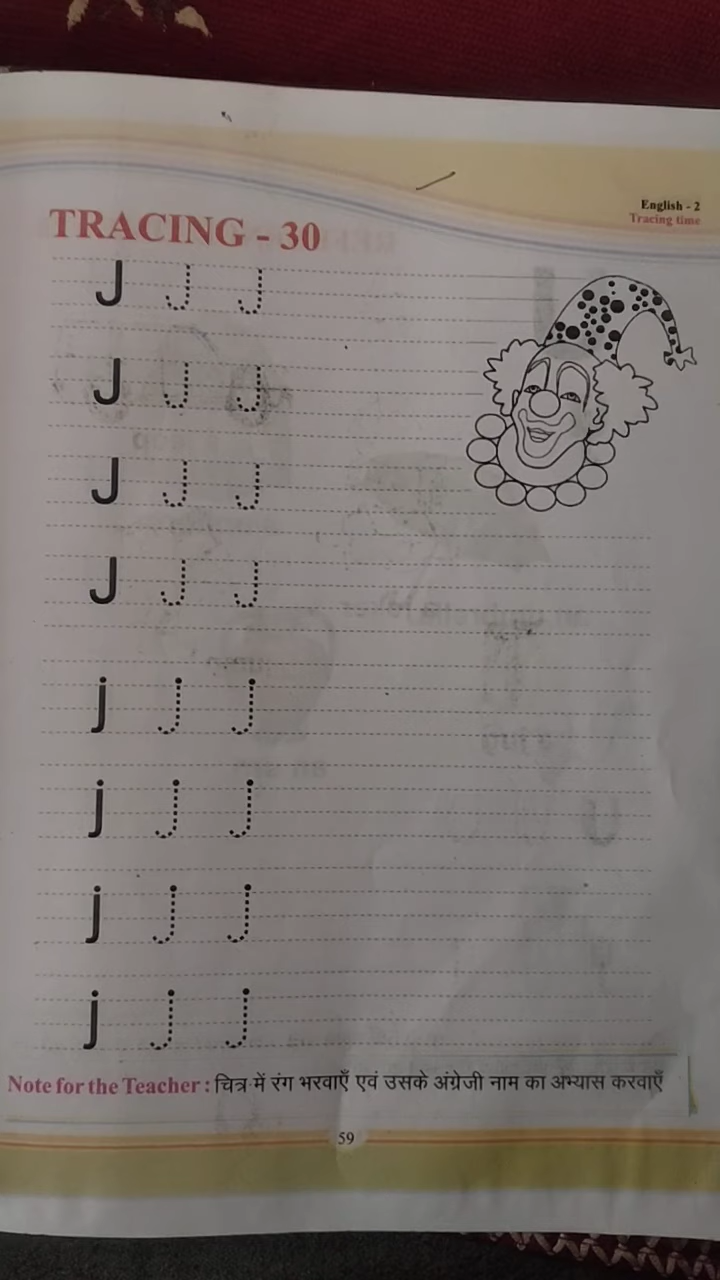 English - 2
Tracing time
TRACING - 30
J J J
J J J
J J J
J J J
j j j
j j j
j j j
j j j
Note for the Teacher : चित्र में रंग भरवाएँ एवं उसके अंग्रेजी नाम का अभ्यास करवाएँ
59